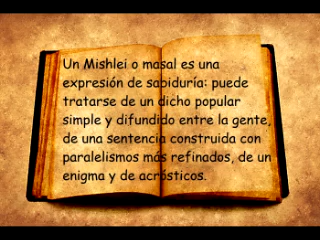 Un Mishlei o masal es una
expresión de sabiduría: puede
tratarse de un dicho popular
simple y difundido entre la gente,
de una sentencia construida con
paralelismos más refinados, de un
enigma y de acrósticos.